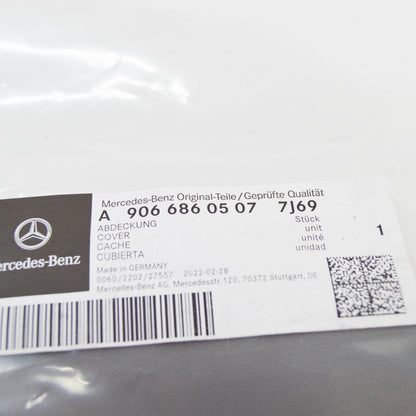 Mercedes-Benz Original-Teile/Geprüfte Qualität
A 906 686 05 07 7J69
ABDECKUNG Stück
COVER unit
CACHE unité 1
CUBIERTA unidad
Made in GERMANY
0060/2202/27557 2022-02-28
Mercedes-Benz AG, Mercedesstr.120, 70372 Stuttgart, DE
ercedes-Benz